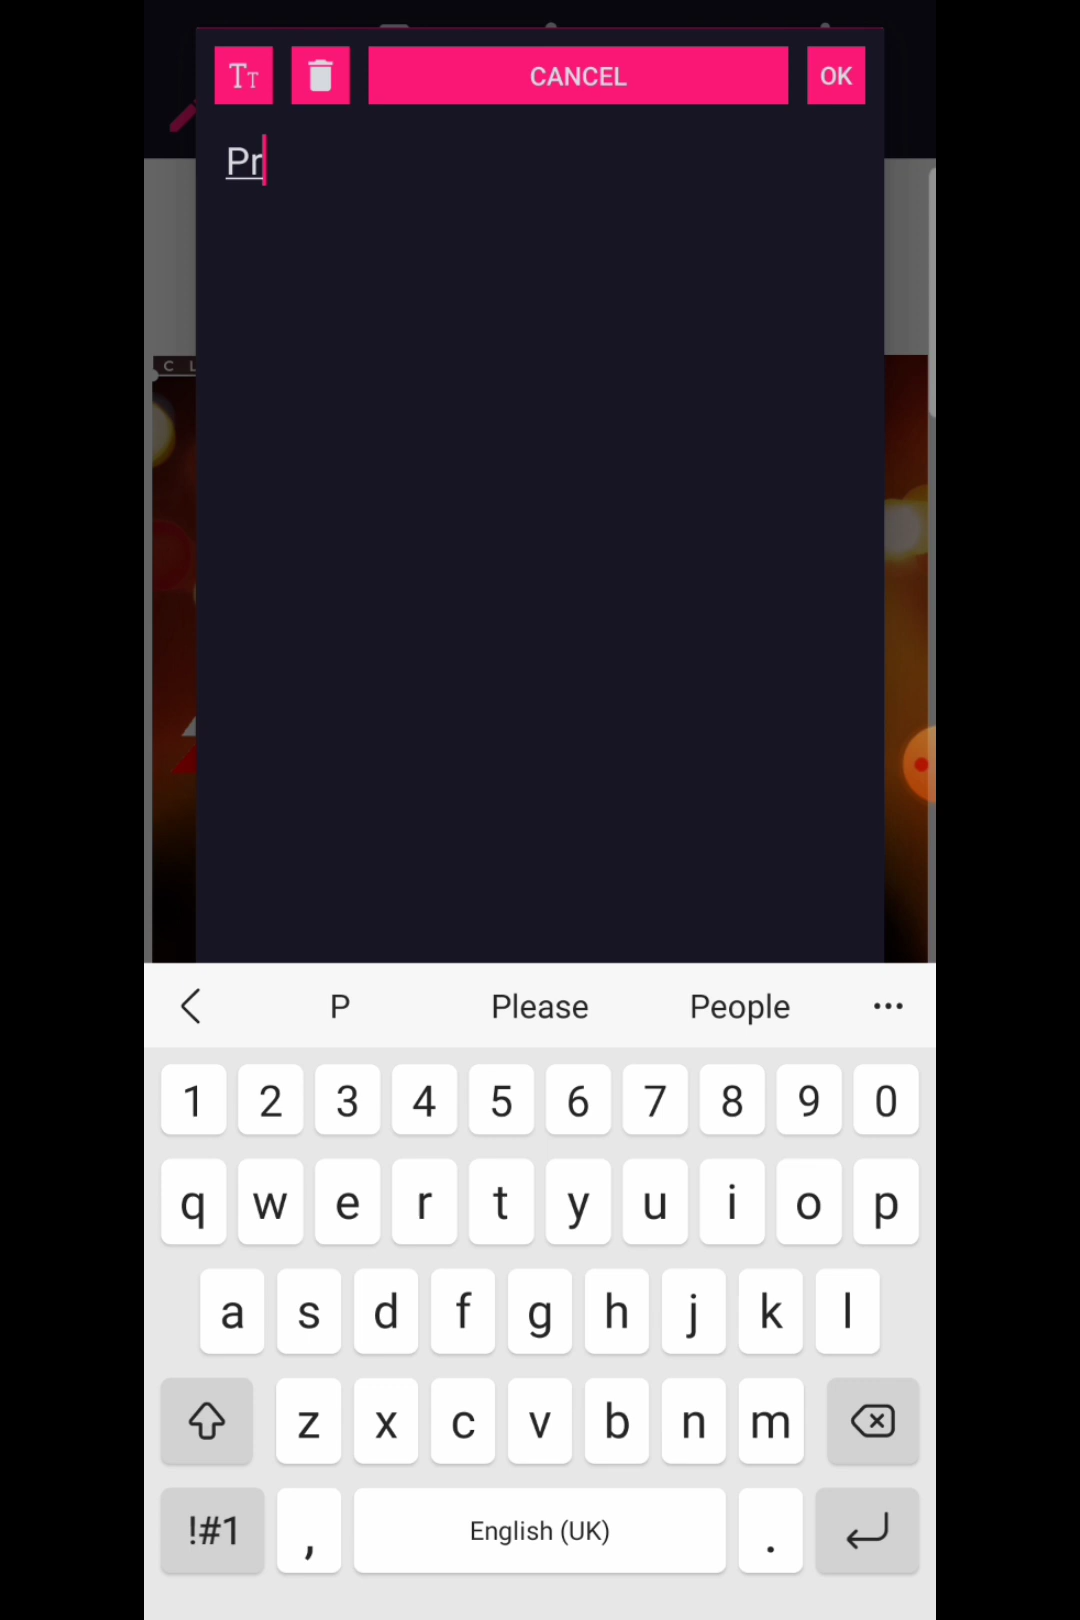 Tт
CANCEL
OK
Pr
C L
P
Please
People
...
1 2 3 4 5 6 7 8 9 0
q w e r t y u i o p
a s d f g h j k l
z x c v b n m
!#1 , English (UK) .